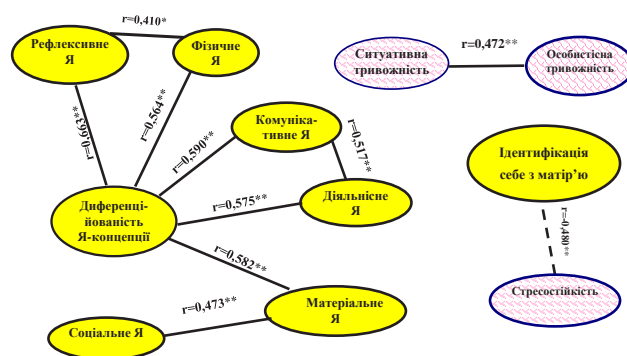 r=0,410*
Рефлексивне
Я
Фізичне
Я
r=0,472**
Ситуативна
тривожність
Особистісна
тривожність
r=0,663**
r=0,564**
r=0,590**
Комуніка-
тивне Я
r=0,517**
Ідентифікація
себе з матір’ю
Диференці-
йованість
Я-концепції
r=0,575**
Діяльнісне
Я
r=-0,480**
r=0,582**
Стресостійкість
r=0,473**
Матеріальне
Я
Соціальне Я